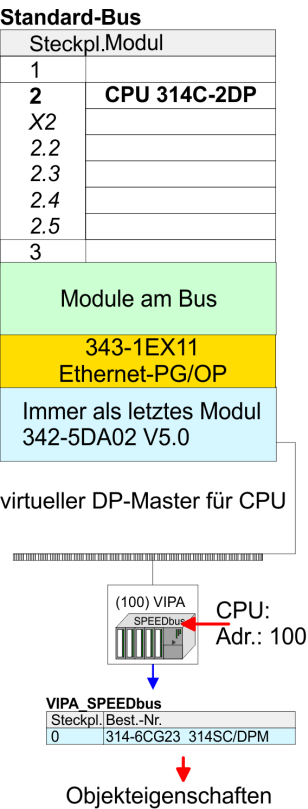 Standard-Bus
Steckpl. Modul
1
2 CPU 314C-2DP
X2
2.2
2.3
2.4
2.5
3
Module am Bus
343-1EX11
Ethernet-PG/OP
Immer als letztes Modul
342-5DA02 V5.0
virtueller DP-Master für CPU
(100) VIPA
SPEEDbus
CPU:
Adr.: 100
VIPA_SPEEDbus
Steckpl. Best.-Nr.
0 314-6CG23 314SC/DPM
Objekteigenschaften